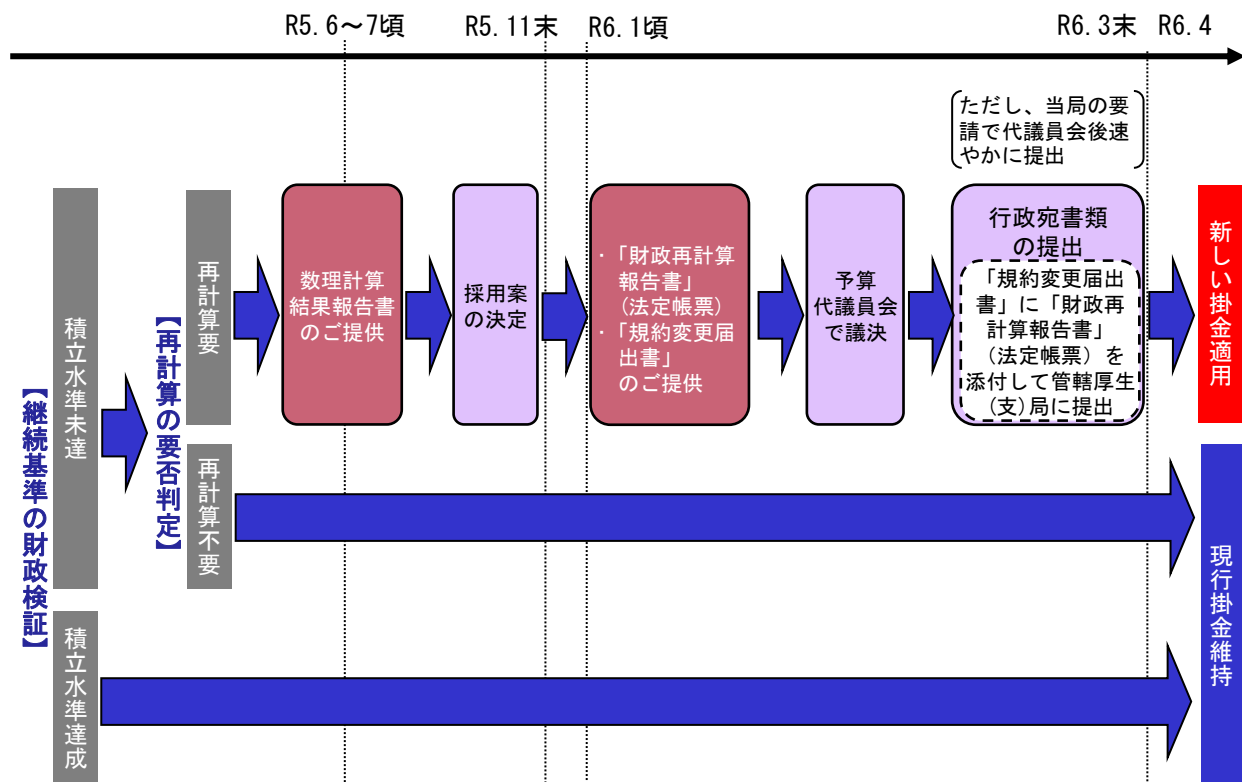 R5.6～7頃
R5.11末
R6.1頃
R6.3末
R6.4
ただし、当局の要
請で代議員会後速
やかに提出
【継続基準の財政検証】
積立水準未達
【再計算の要否判定】
再計算要
数理計算
結果報告書
のご提供
採用案
の決定
・「財政再計算
報告書」
（法定帳票）
・「規約変更届
出書」
のご提供
予算
代議員会
で議決
行政宛書類
の提出
「規約変更届出
書」に「財政再
計算報告書」
（法定帳票）を
添付して管轄厚生
(支)局に提出
新しい掛金適用
再計算不要
現行掛金維持
積立水準達成